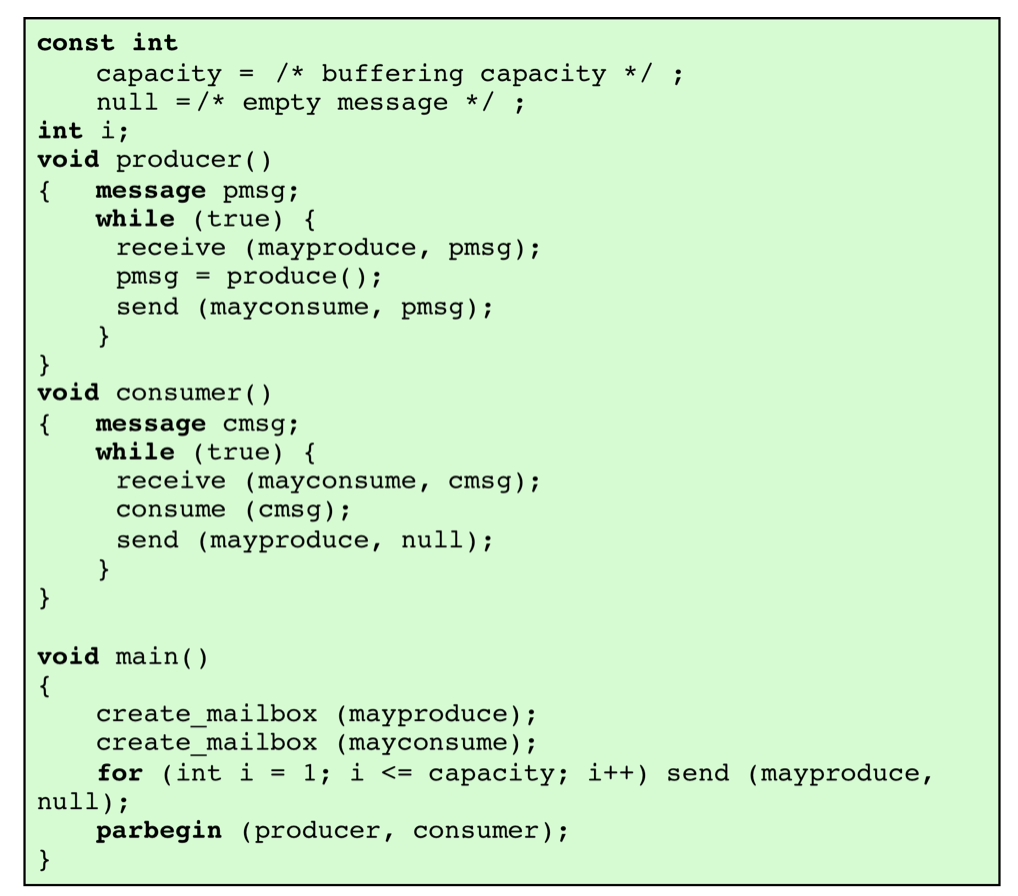 const int
    capacity = /* buffering capacity */ ;
    null =/* empty message */ ;
int i;
void producer()
{   message pmsg;
    while (true) {
     receive (mayproduce, pmsg);
     pmsg = produce();
     send (mayconsume, pmsg);
    }
}
void consumer()
{   message cmsg;
    while (true) {
     receive (mayconsume, cmsg);
     consume (cmsg);
     send (mayproduce, null);
    }
}

void main()
{
    create_mailbox (mayproduce);
    create_mailbox (mayconsume);
    for (int i = 1; i <= capacity; i++) send (mayproduce,
null);
    parbegin (producer, consumer);
}